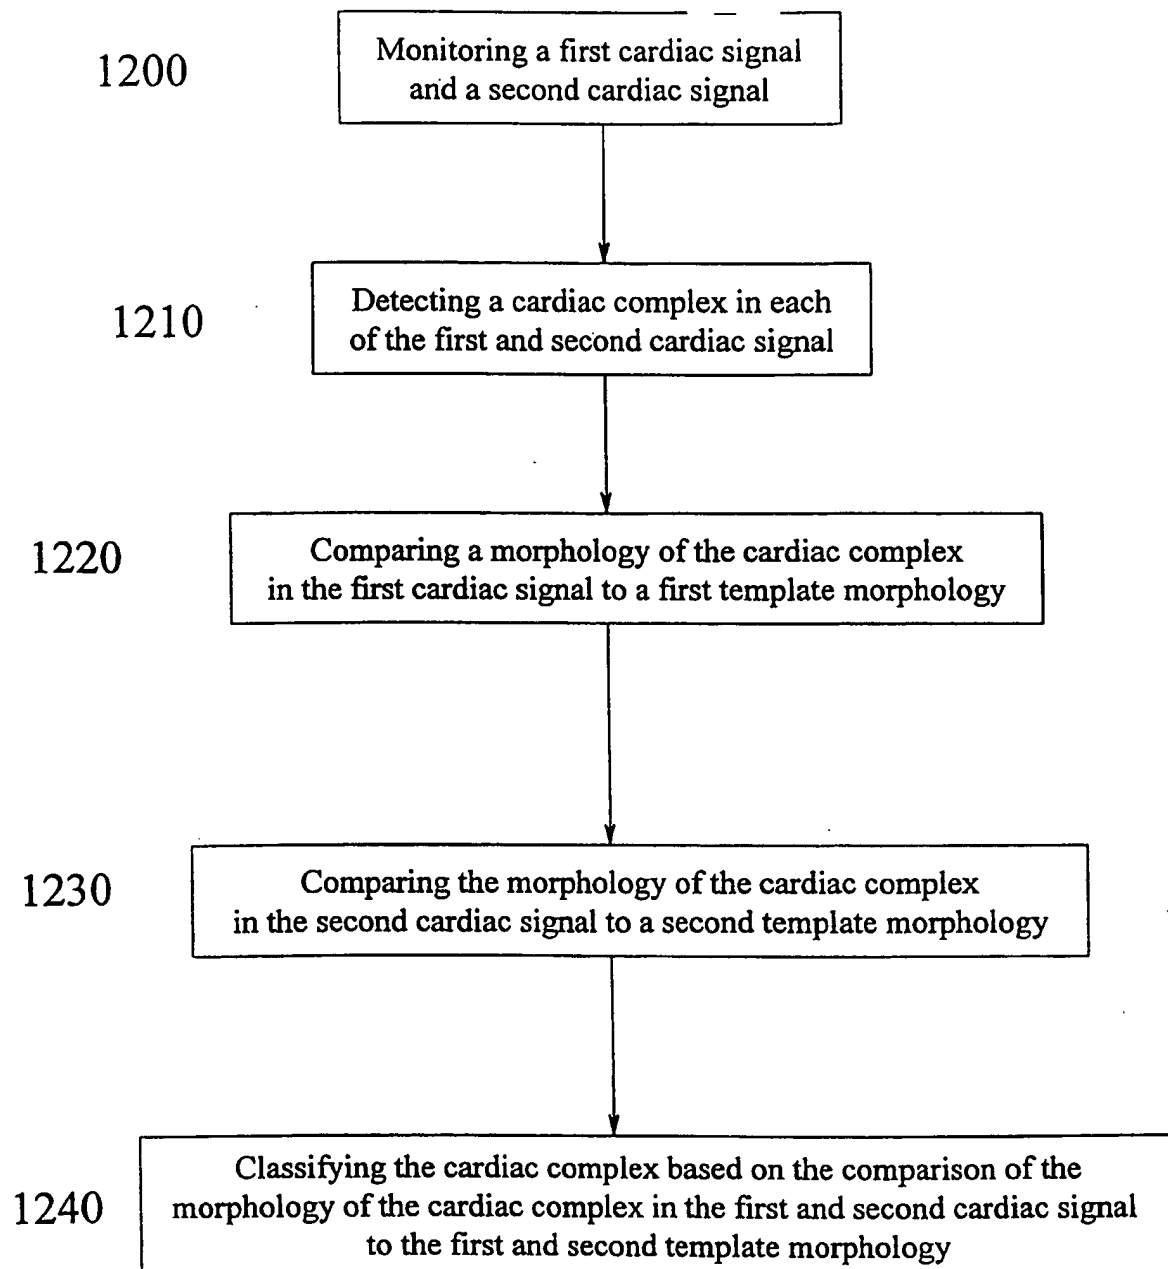 1200
Monitoring a first cardiac signal
and a second cardiac signal
1210
Detecting a cardiac complex in each
of the first and second cardiac signal
1220
Comparing a morphology of the cardiac complex
in the first cardiac signal to a first template morphology
1230
Comparing the morphology of the cardiac complex
in the second cardiac signal to a second template morphology
1240
Classifying the cardiac complex based on the comparison of the
morphology of the cardiac complex in the first and second cardiac signal
to the first and second template morphology